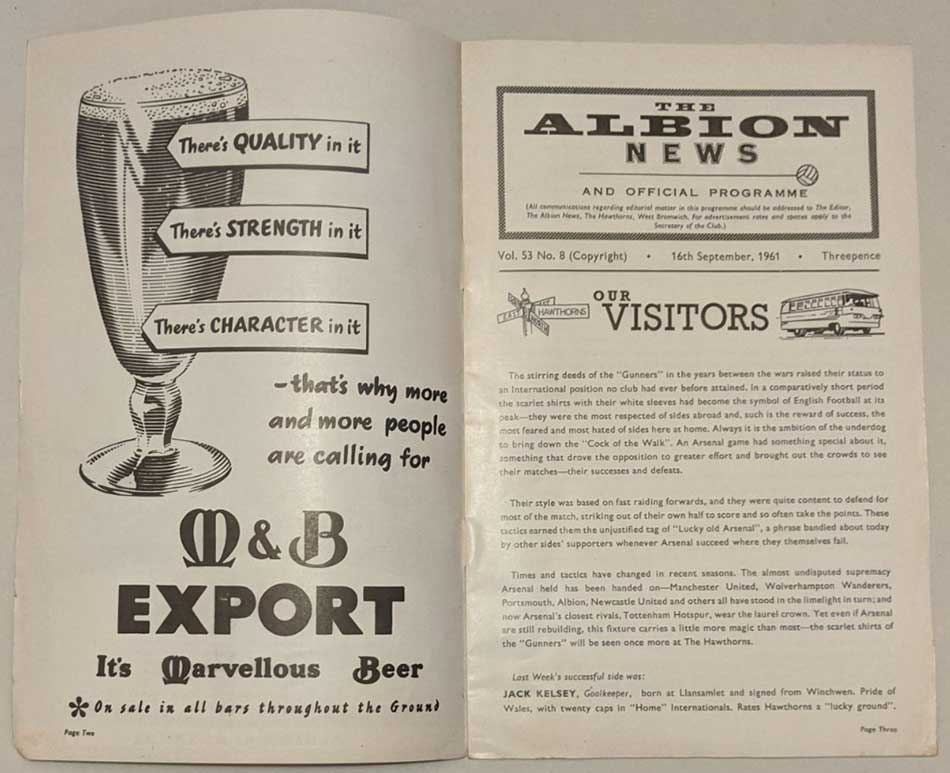 There's QUALITY in it
There's STRENGTH in it
There's CHARACTER in it
-that's why more
and more people
are calling for
M & B
EXPORT
It's Marvellous Beer
* On sale in all bars throughout the Ground
Page Two
THE
ALBION
NEWS
AND OFFICIAL PROGRAMME
(All communications regarding editorial matter in this programme should be addressed to The Editor,
The Albion News, The Hawthorns, West Bromwich. For advertisement rates and spaces apply to the
Secretary of the Club.)
Vol. 53 No. 8 (Copyright) • 16th September, 1961 • Threepence
EAST
HAWTHORNS
NORTH
OUR
VISITORS
The stirring deeds of the "Gunners" in the years between the wars raised their status to
an International position no club had ever before attained. In a comparatively short period
the scarlet shirts with their white sleeves had become the symbol of English Football at its
peak—they were the most respected of sides abroad and, such is the reward of success, the
most feared and most hated of sides here at home. Always it is the ambition of the underdog
to bring down the "Cock of the Walk". An Arsenal game had something special about it,
something that drove the opposition to greater effort and brought out the crowds to see
their matches—their successes and defeats.
Their style was based on fast raiding forwards, and they were quite content to defend for
most of the match, striking out of their own half to score and so often take the points. These
tactics earned them the unjustified tag of "Lucky old Arsenal", a phrase bandied about today
by other sides' supporters whenever Arsenal succeed where they themselves fail.
Times and tactics have changed in recent seasons. The almost undisputed supremacy
Arsenal held has been handed on—Manchester United, Wolverhampton Wanderers,
Portsmouth, Albion, Newcastle United and others all have stood in the limelight in turn; and
now Arsenal's closest rivals, Tottenham Hotspur, wear the laurel crown. Yet even if Arsenal
are still rebuilding, this fixture carries a little more magic than most—the scarlet shirts of
the "Gunners" will be seen once more at The Hawthorns.
Last Week's successful side was:
JACK KELSEY, Goalkeeper, born at Llansamlet and signed from Winchwen. Pride of
Wales, with twenty caps in "Home" Internationals. Rates Hawthorns a "lucky ground".
Page Three